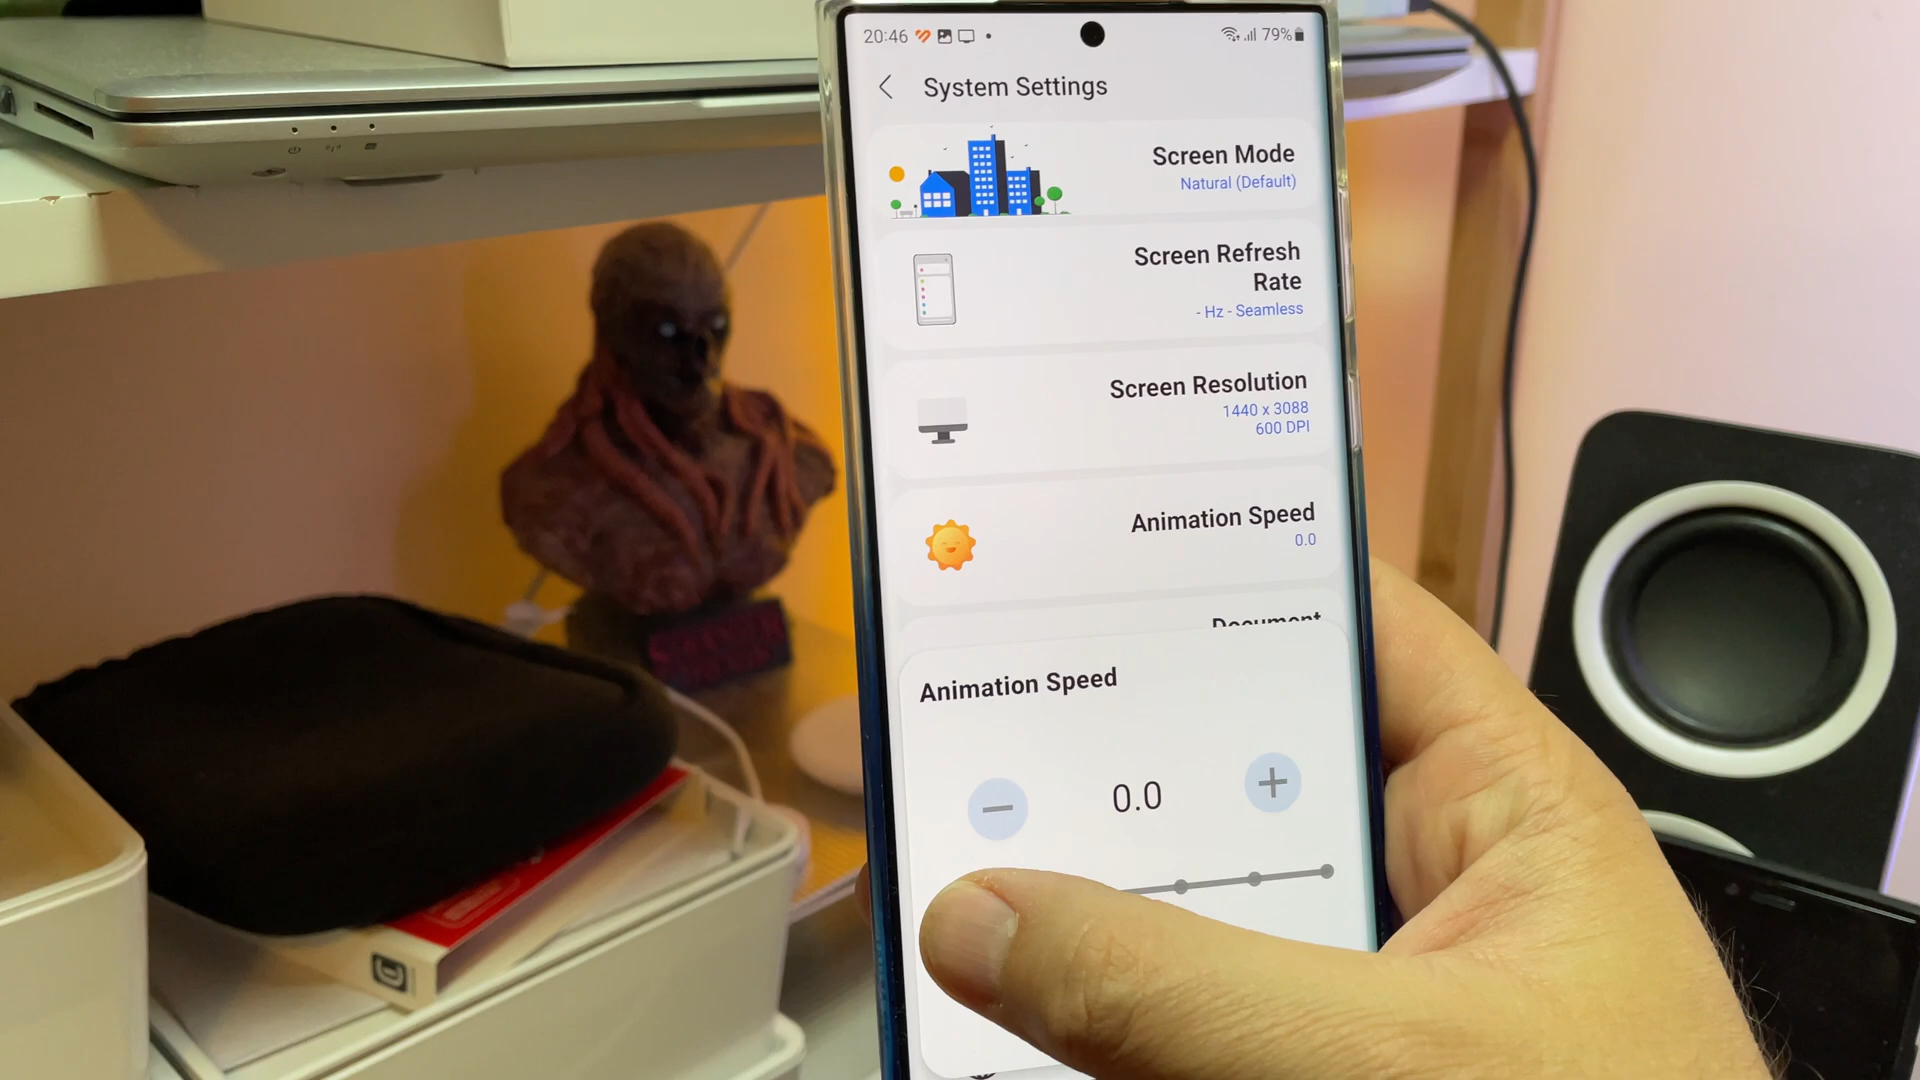 20:46
79%
System Settings
Screen Mode
Natural (Default)
Screen Refresh
Rate
- Hz - Seamless
Screen Resolution
1440 x 3088
600 DPI
Animation Speed
0.0
Document
Animation Speed
0.0